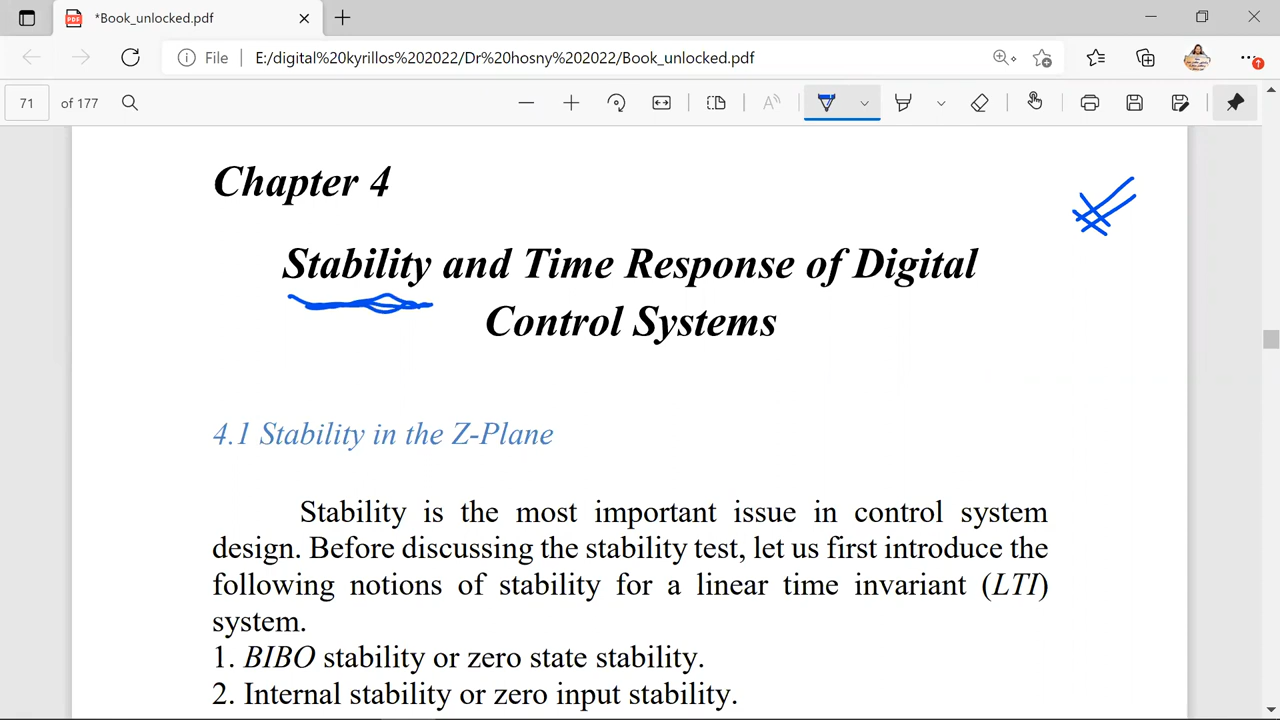 *Book_unlocked.pdf
File E:/digital%20kyrillos%202022/Dr%20hosny%202022/Book_unlocked.pdf
71 of 177
Chapter 4
Stability and Time Response of Digital
Control Systems
4.1 Stability in the Z-Plane
Stability is the most important issue in control system
design. Before discussing the stability test, let us first introduce the
following notions of stability for a linear time invariant (LTI)
system.
1. BIBO stability or zero state stability.
2. Internal stability or zero input stability.